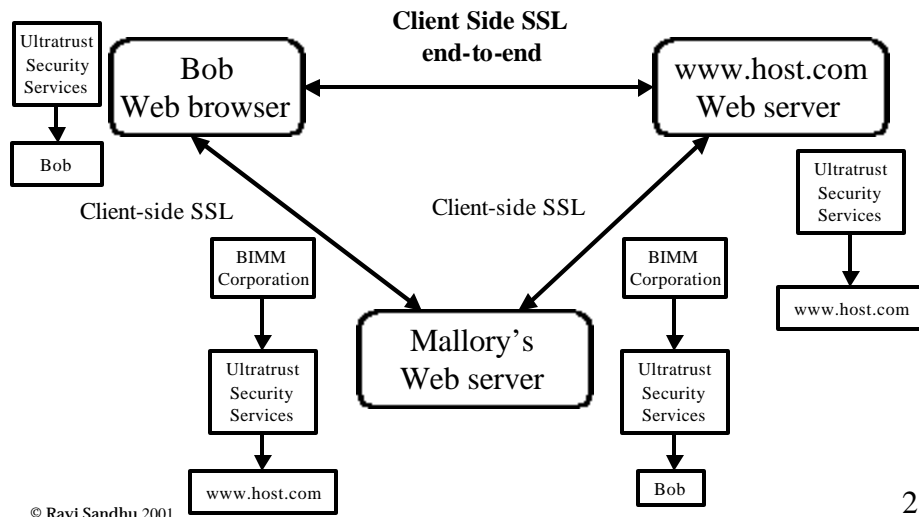 Client Side SSL
end-to-end
Ultratrust
Security
Services
Bob
Bob
Web browser
www.host.com
Web server
Client-side SSL
Client-side SSL
Ultratrust
Security
Services
www.host.com
BIMM
Corporation
Ultratrust
Security
Services
www.host.com
Mallory’s
Web server
BIMM
Corporation
Ultratrust
Security
Services
Bob
© Ravi Sandhu 2001
2